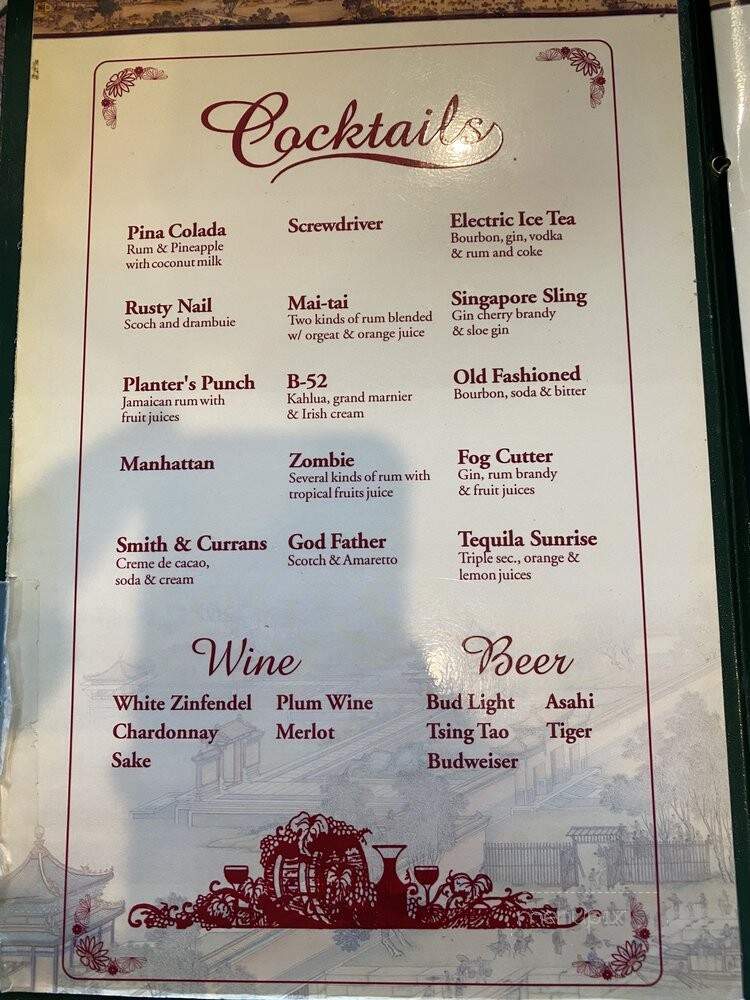 Cocktails
Pina Colada
Rum & Pineapple
with coconut milk
Screwdriver
Electric Ice Tea
Bourbon, gin, vodka
& rum and coke
Rusty Nail
Scoch and drambuie
Mai-tai
Two kinds of rum blended
w/ orgeat & orange juice
Singapore Sling
Gin cherry brandy
& sloe gin
Planter's Punch
Jamaican rum with
fruit juices
B-52
Kahlua, grand marnier
& Irish cream
Old Fashioned
Bourbon, soda & bitter
Manhattan
Zombie
Several kinds of rum with
tropical fruits juice
Fog Cutter
Gin, rum brandy
& fruit juices
Smith & Currans
Creme de cacao,
soda & cream
God Father
Scotch & Amaretto
Tequila Sunrise
Triple sec., orange &
lemon juices
Wine
White Zinfendel
Plum Wine
Chardonnay
Merlot
Sake
Beer
Bud Light
Asahi
Tsing Tao
Tiger
Budweiser